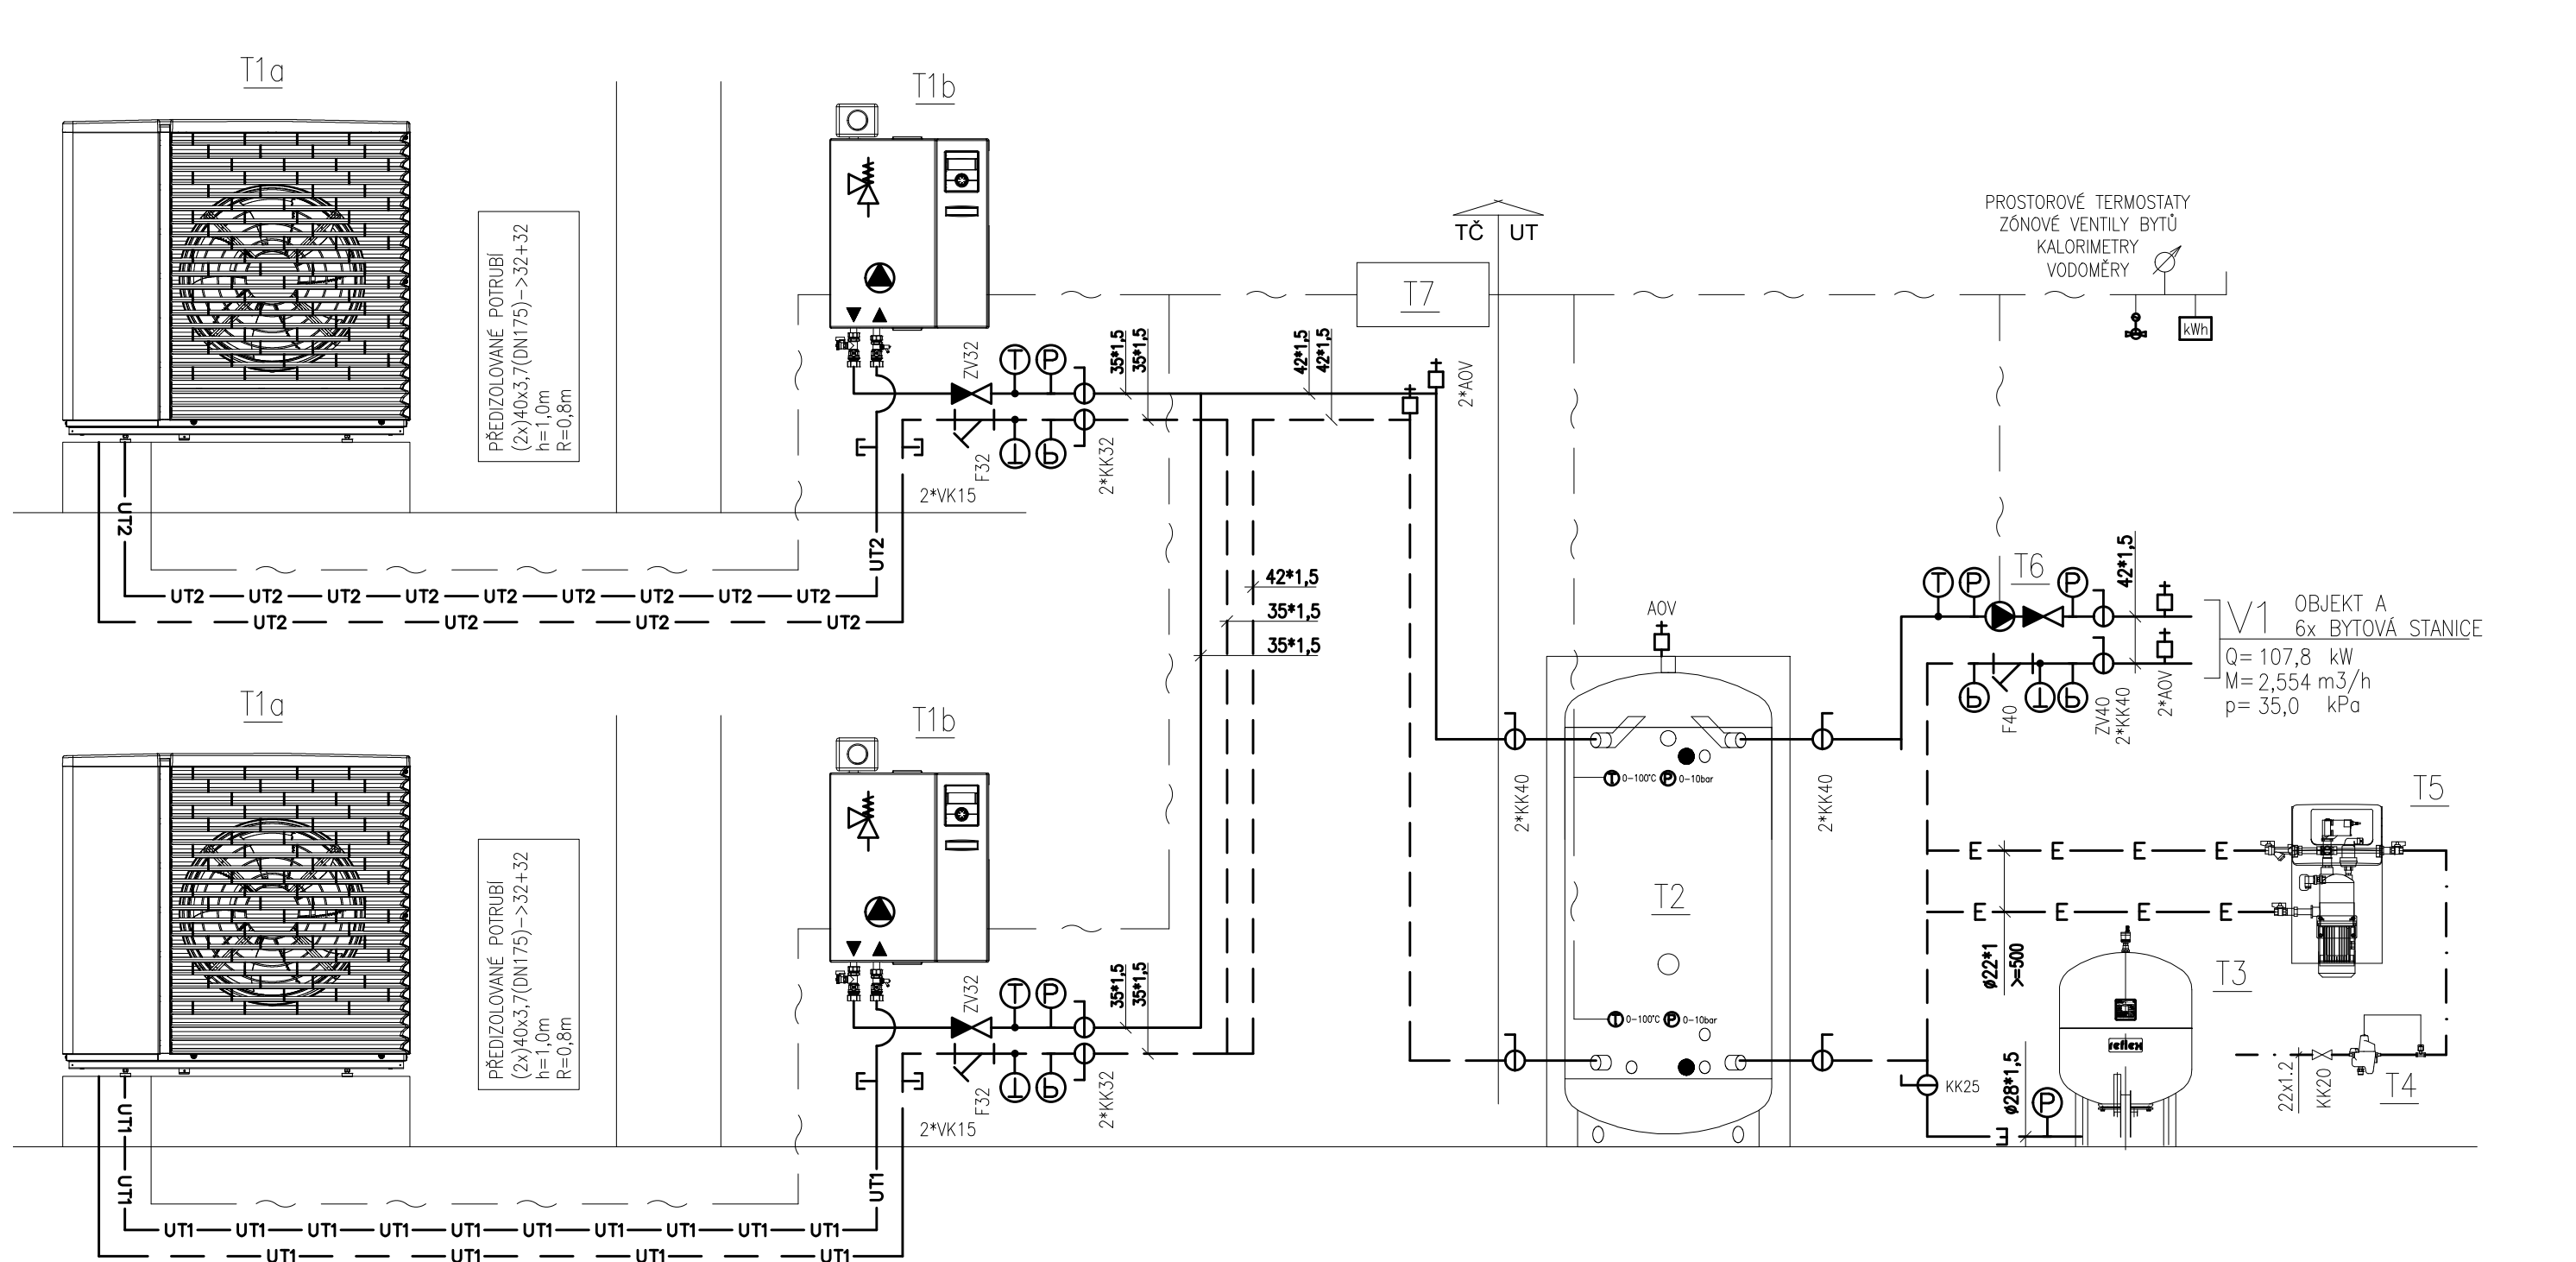 T1a
T1b
PŘEDIZOLOVANÉ POTRUBÍ
(2x)40x3,7(DN175)->32+32
h=1,0m
R=0,8m
ZV32
T
P
T
P
F32
2*KK32
2*VK15
35*1,5
35*1,5
42*1,5
42*1,5
2*AOV
TČ
UT
T7
PROSTOROVÉ TERMOSTATY
ZÓNOVÉ VENTILY BYTŮ
KALORIMETRY
VODOMĚRY
kWh
UT2
UT2
UT2 UT2 UT2 UT2 UT2 UT2 UT2 UT2 UT2
UT2 UT2 UT2 UT2
42*1,5
35*1,5
35*1,5
AOV
T
P
T6
P
42*1,5
V1
OBJEKT A
6x BYTOVÁ STANICE
Q= 107,8 kW
M= 2,554 m3/h
p= 35,0 kPa
P
T
P
F40
ZV40
2*KK40
2*AOV
T1a
T1b
PŘEDIZOLOVANÉ POTRUBÍ
(2x)40x3,7(DN175)->32+32
h=1,0m
R=0,8m
ZV32
T
P
T
P
F32
2*KK32
2*VK15
35*1,5
35*1,5
2*KK40
T 0-100°C P 0-10bar
2*KK40
T2
T 0-100°C P 0-10bar
T5
E E E E
E E E E
ø22*1
>=500
T3
reflex
KK25
ø28*1,5
P
E
22x1.2
KK20
T4
UT1
UT1
UT1
UT1 UT1 UT1 UT1 UT1 UT1 UT1 UT1 UT1 UT1
UT1 UT1 UT1 UT1